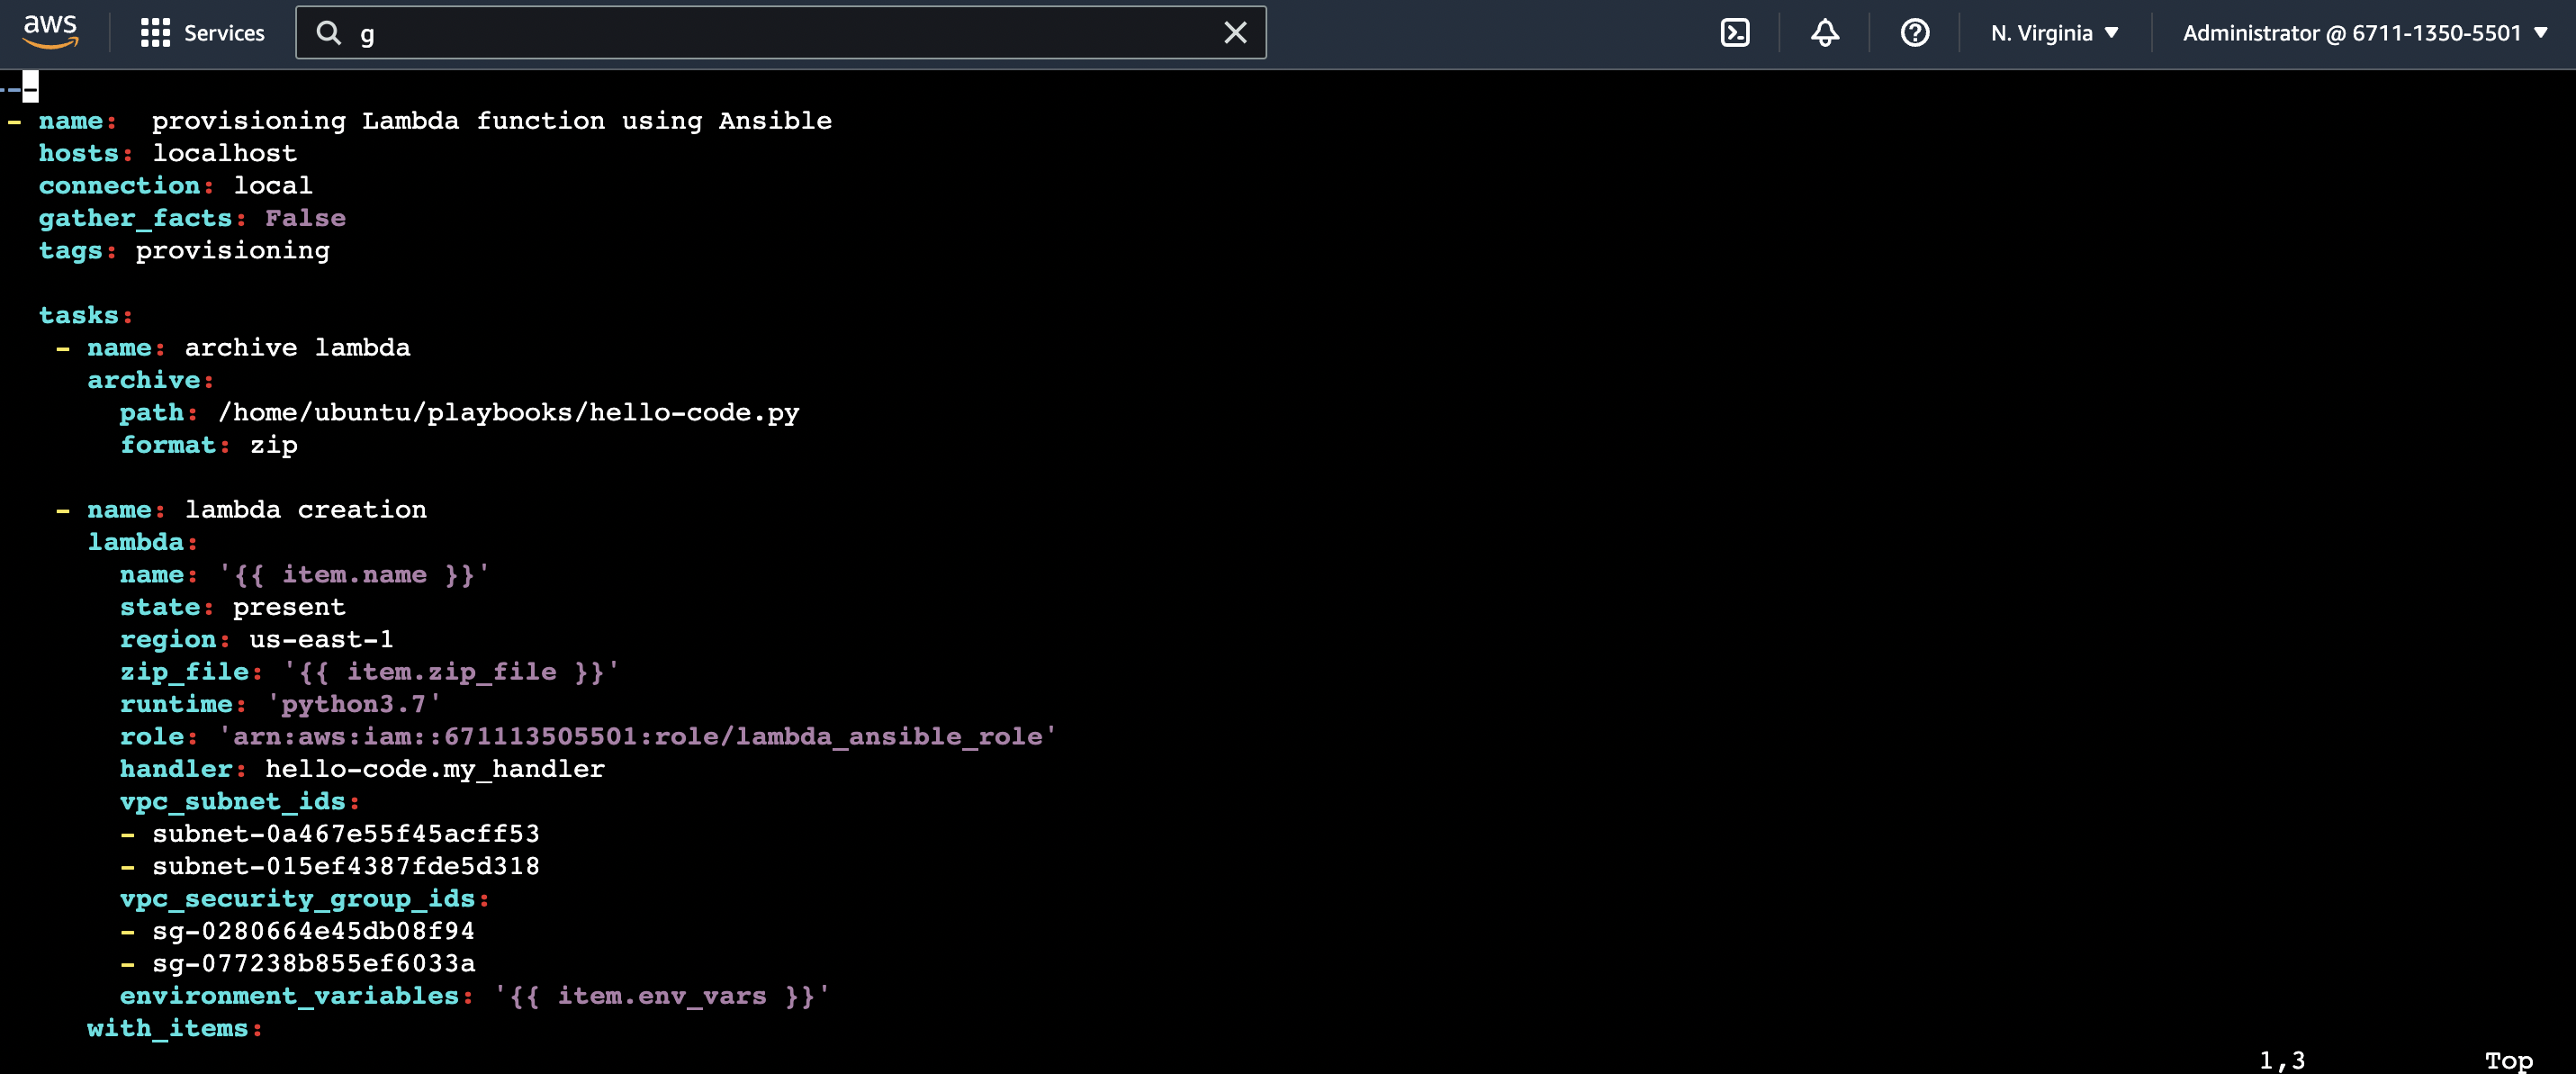 aws Services g N. Virginia Administrator @ 6711-1350-5501
---
- name:  provisioning Lambda function using Ansible
  hosts: localhost
  connection: local
  gather_facts: False
  tags: provisioning
  tasks:
   - name: archive lambda
     archive:
       path: /home/ubuntu/playbooks/hello-code.py
       format: zip
   - name: lambda creation
     lambda:
       name: '{{ item.name }}'
       state: present
       region: us-east-1
       zip_file: '{{ item.zip_file }}'
       runtime: 'python3.7'
       role: 'arn:aws:iam::671113505501:role/lambda_ansible_role'
       handler: hello-code.my_handler
       vpc_subnet_ids:
       - subnet-0a467e55f45acff53
       - subnet-015ef4387fde5d318
       vpc_security_group_ids:
       - sg-0280664e45db08f94
       - sg-077238b855ef6033a
       environment_variables: '{{ item.env_vars }}'
     with_items:
1,3 Top